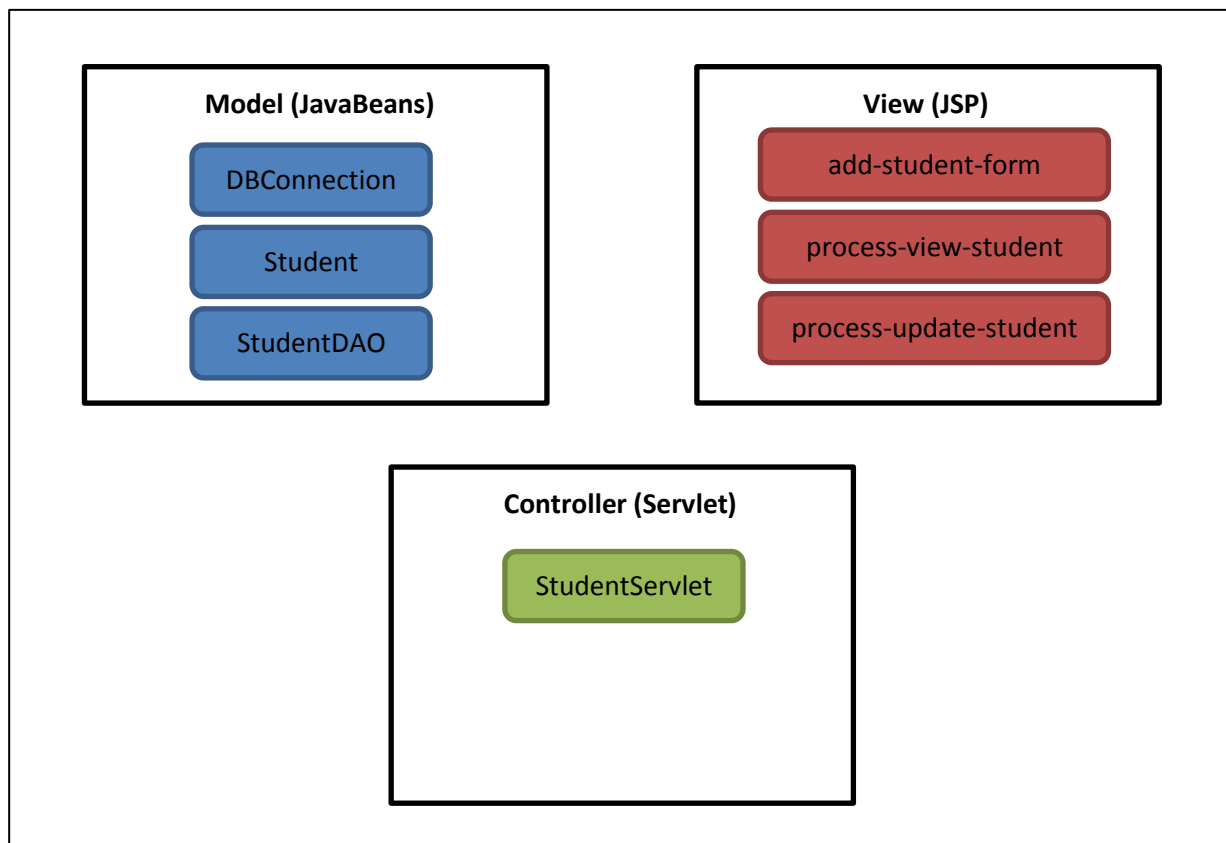 Model (JavaBeans)
DBConnection
Student
StudentDAO
View (JSP)
add-student-form
process-view-student
process-update-student
Controller (Servlet)
StudentServlet